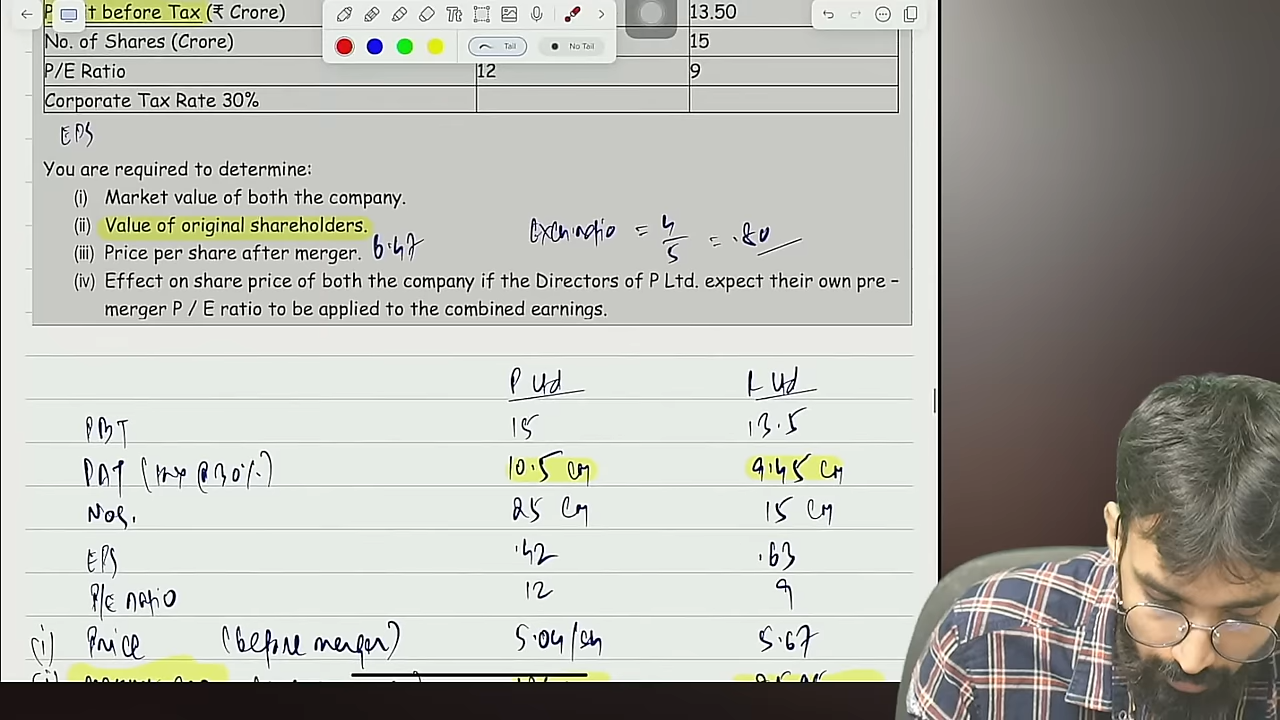 Profit before Tax (₹ Crore) 13.50
No. of Shares (Crore) 15
Tail No Tail
P/E Ratio 12 9
Corporate Tax Rate 30%
EPS
You are required to determine:
(i) Market value of both the company.
(ii) Value of original shareholders.
Exch ratio = 4/5 = .80
(iii) Price per share after merger. 6.47
(iv) Effect on share price of both the company if the Directors of P Ltd. expect their own pre –
merger P / E ratio to be applied to the combined earnings.
P Ltd
PBT 15 13.5
PAT (tax @30%) 10.5 Cr 9.45 Cr
Nos. 25 Cr 15 Cr
EPS .42 .63
P/E ratio 12 9
(i) Price (before merger) 5.04/sh 5.67